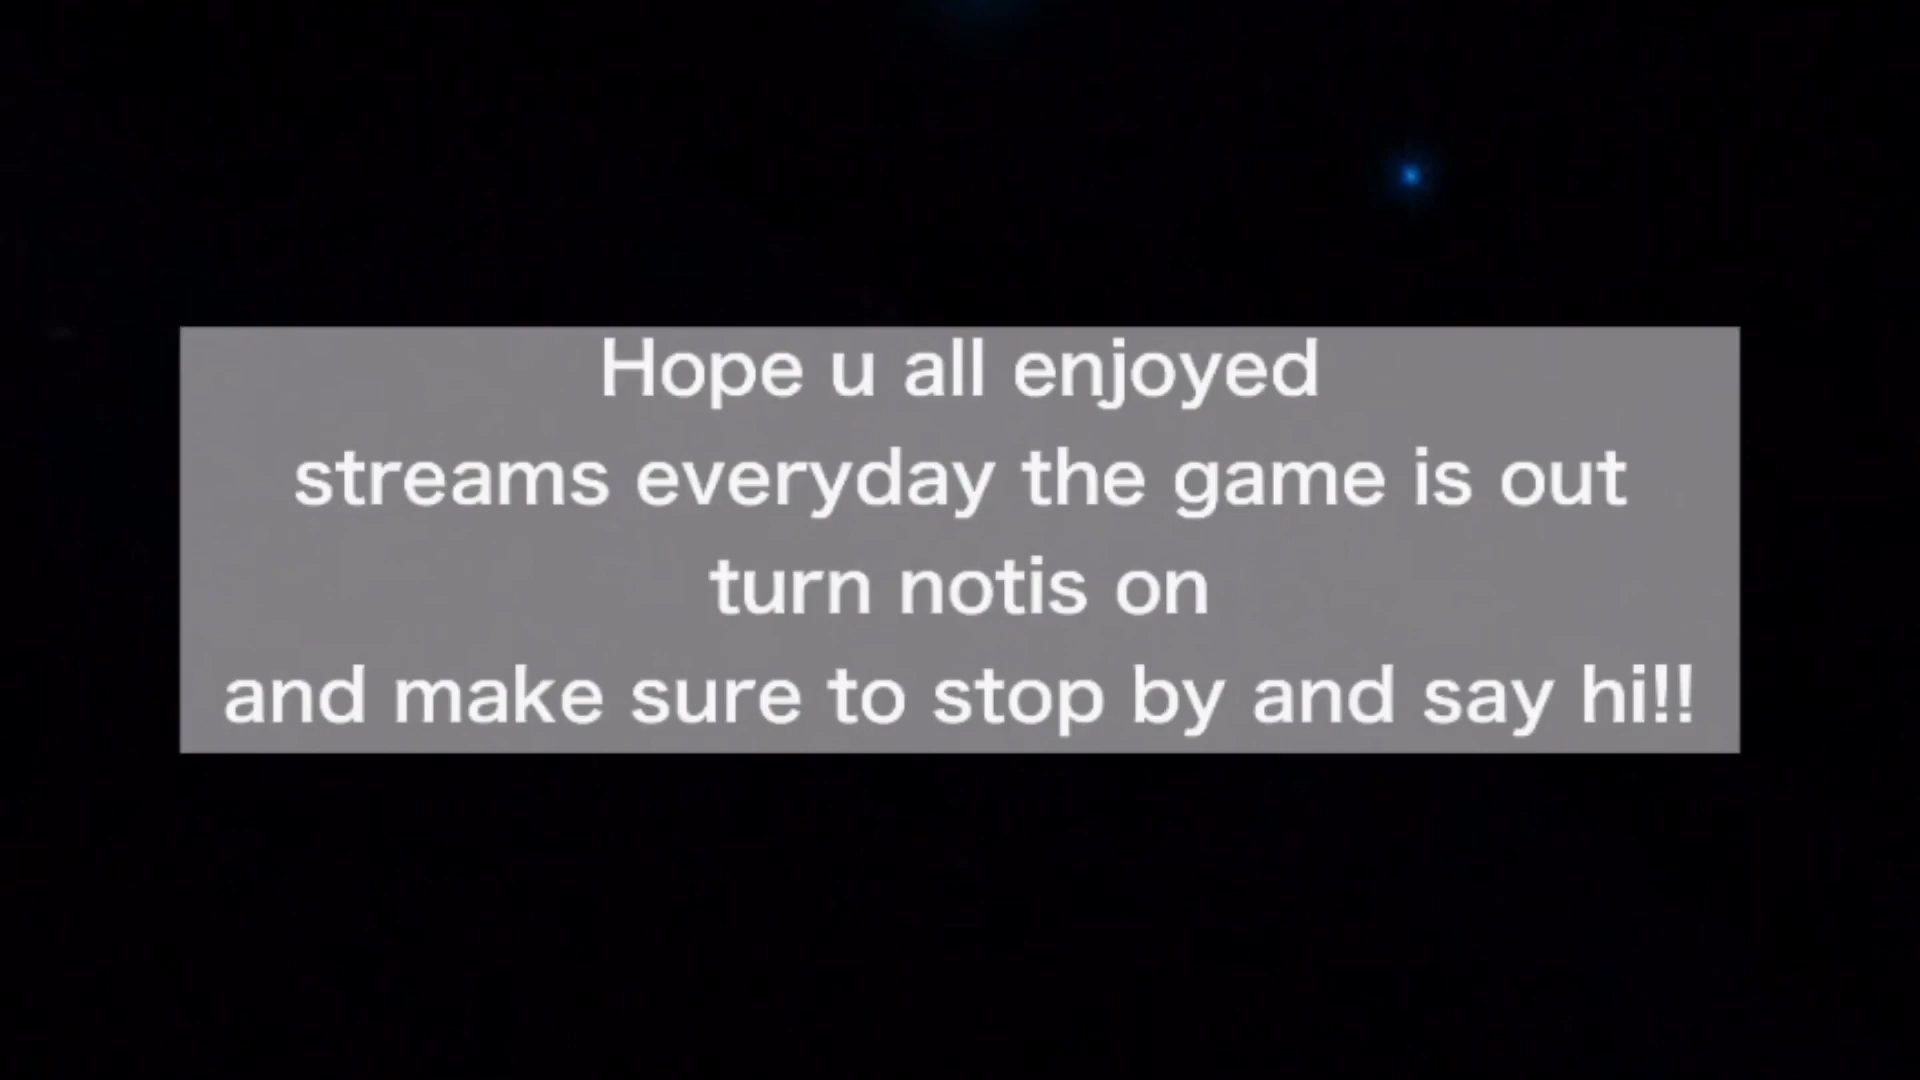 Hope u all enjoyed
streams everyday the game is out
turn notis on
and make sure to stop by and say hi!!